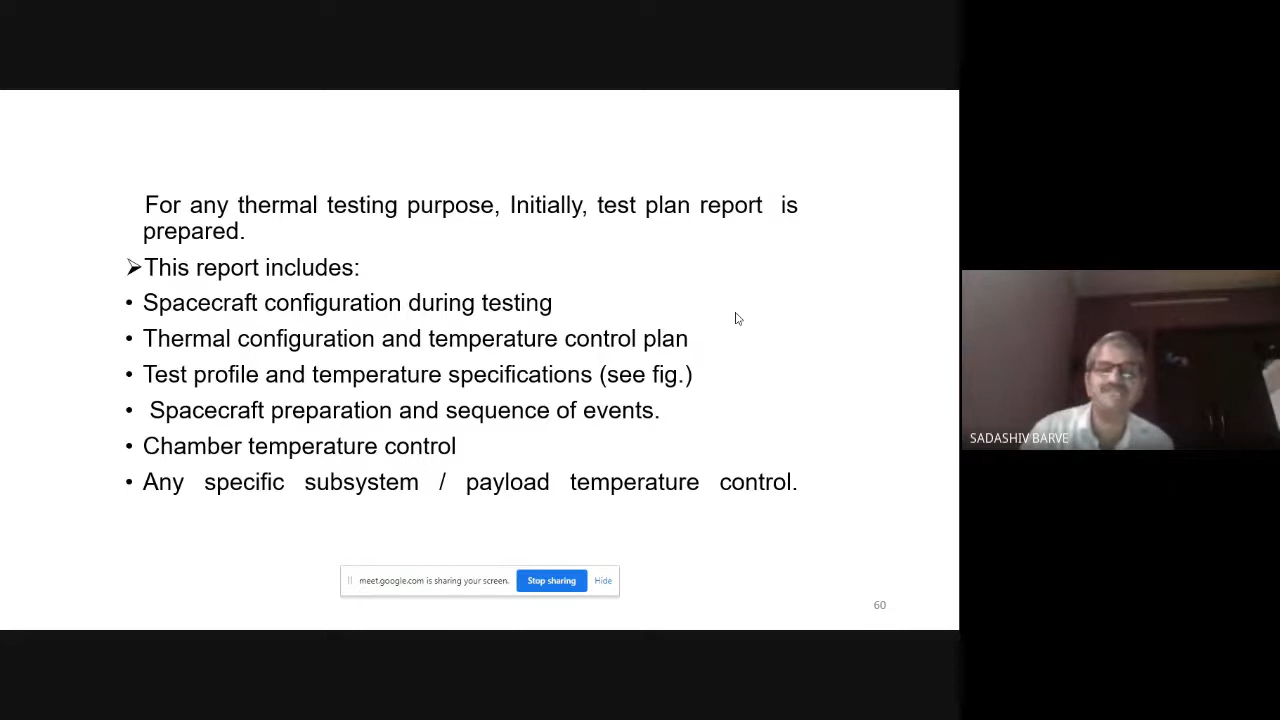 For any thermal testing purpose, Initially, test plan report is
prepared.
➢This report includes:
• Spacecraft configuration during testing
• Thermal configuration and temperature control plan
• Test profile and temperature specifications (see fig.)
• Spacecraft preparation and sequence of events.
• Chamber temperature control
• Any specific subsystem / payload temperature control.
meet.google.com is sharing your screen. Stop sharing Hide
60
SADASHIV BARVE